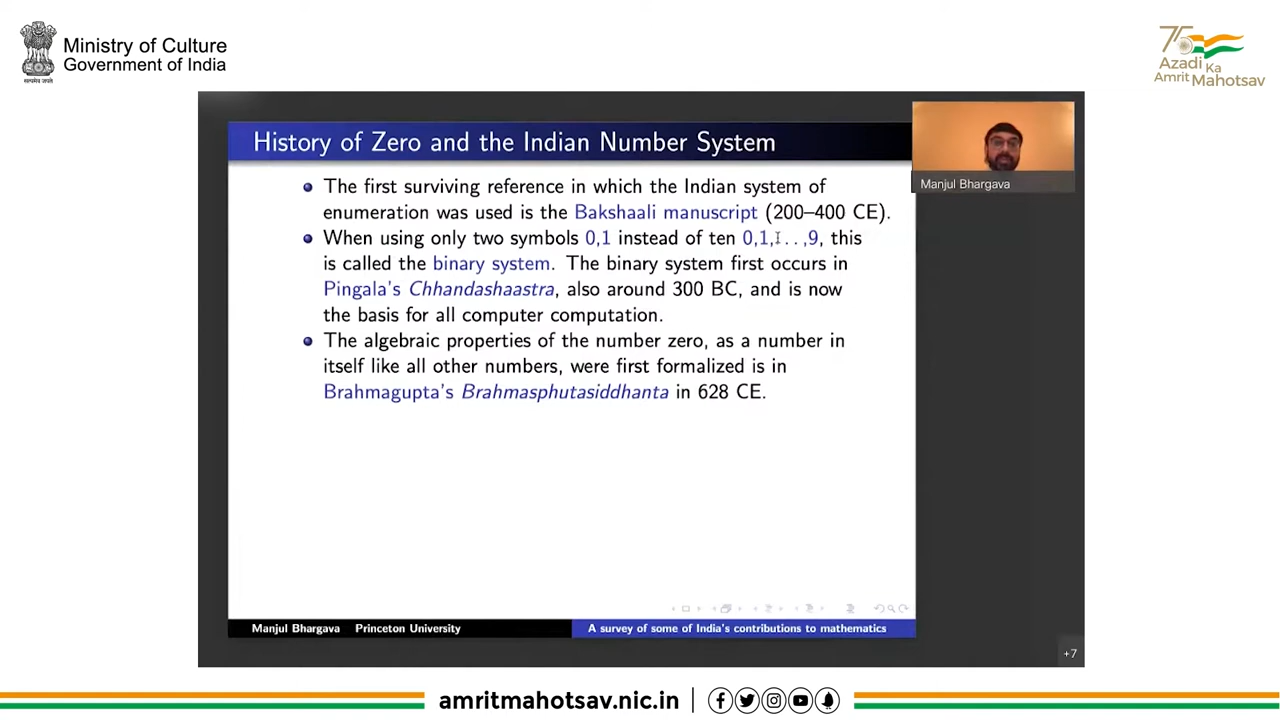 Ministry of Culture
Government of India
सत्यमेव जयते
75
Azadi
Ka
Amrit Mahotsav
History of Zero and the Indian Number System
Manjul Bhargava
The first surviving reference in which the Indian system of
enumeration was used is the Bakshaali manuscript (200–400 CE).
When using only two symbols 0,1 instead of ten 0,1,...,9, this
is called the binary system. The binary system first occurs in
Pingala's Chhandashaastra, also around 300 BC, and is now
the basis for all computer computation.
The algebraic properties of the number zero, as a number in
itself like all other numbers, were first formalized is in
Brahmagupta's Brahmasphutasiddhanta in 628 CE.
Manjul Bhargava Princeton University
A survey of some of India's contributions to mathematics
+7
amritmahotsav.nic.in